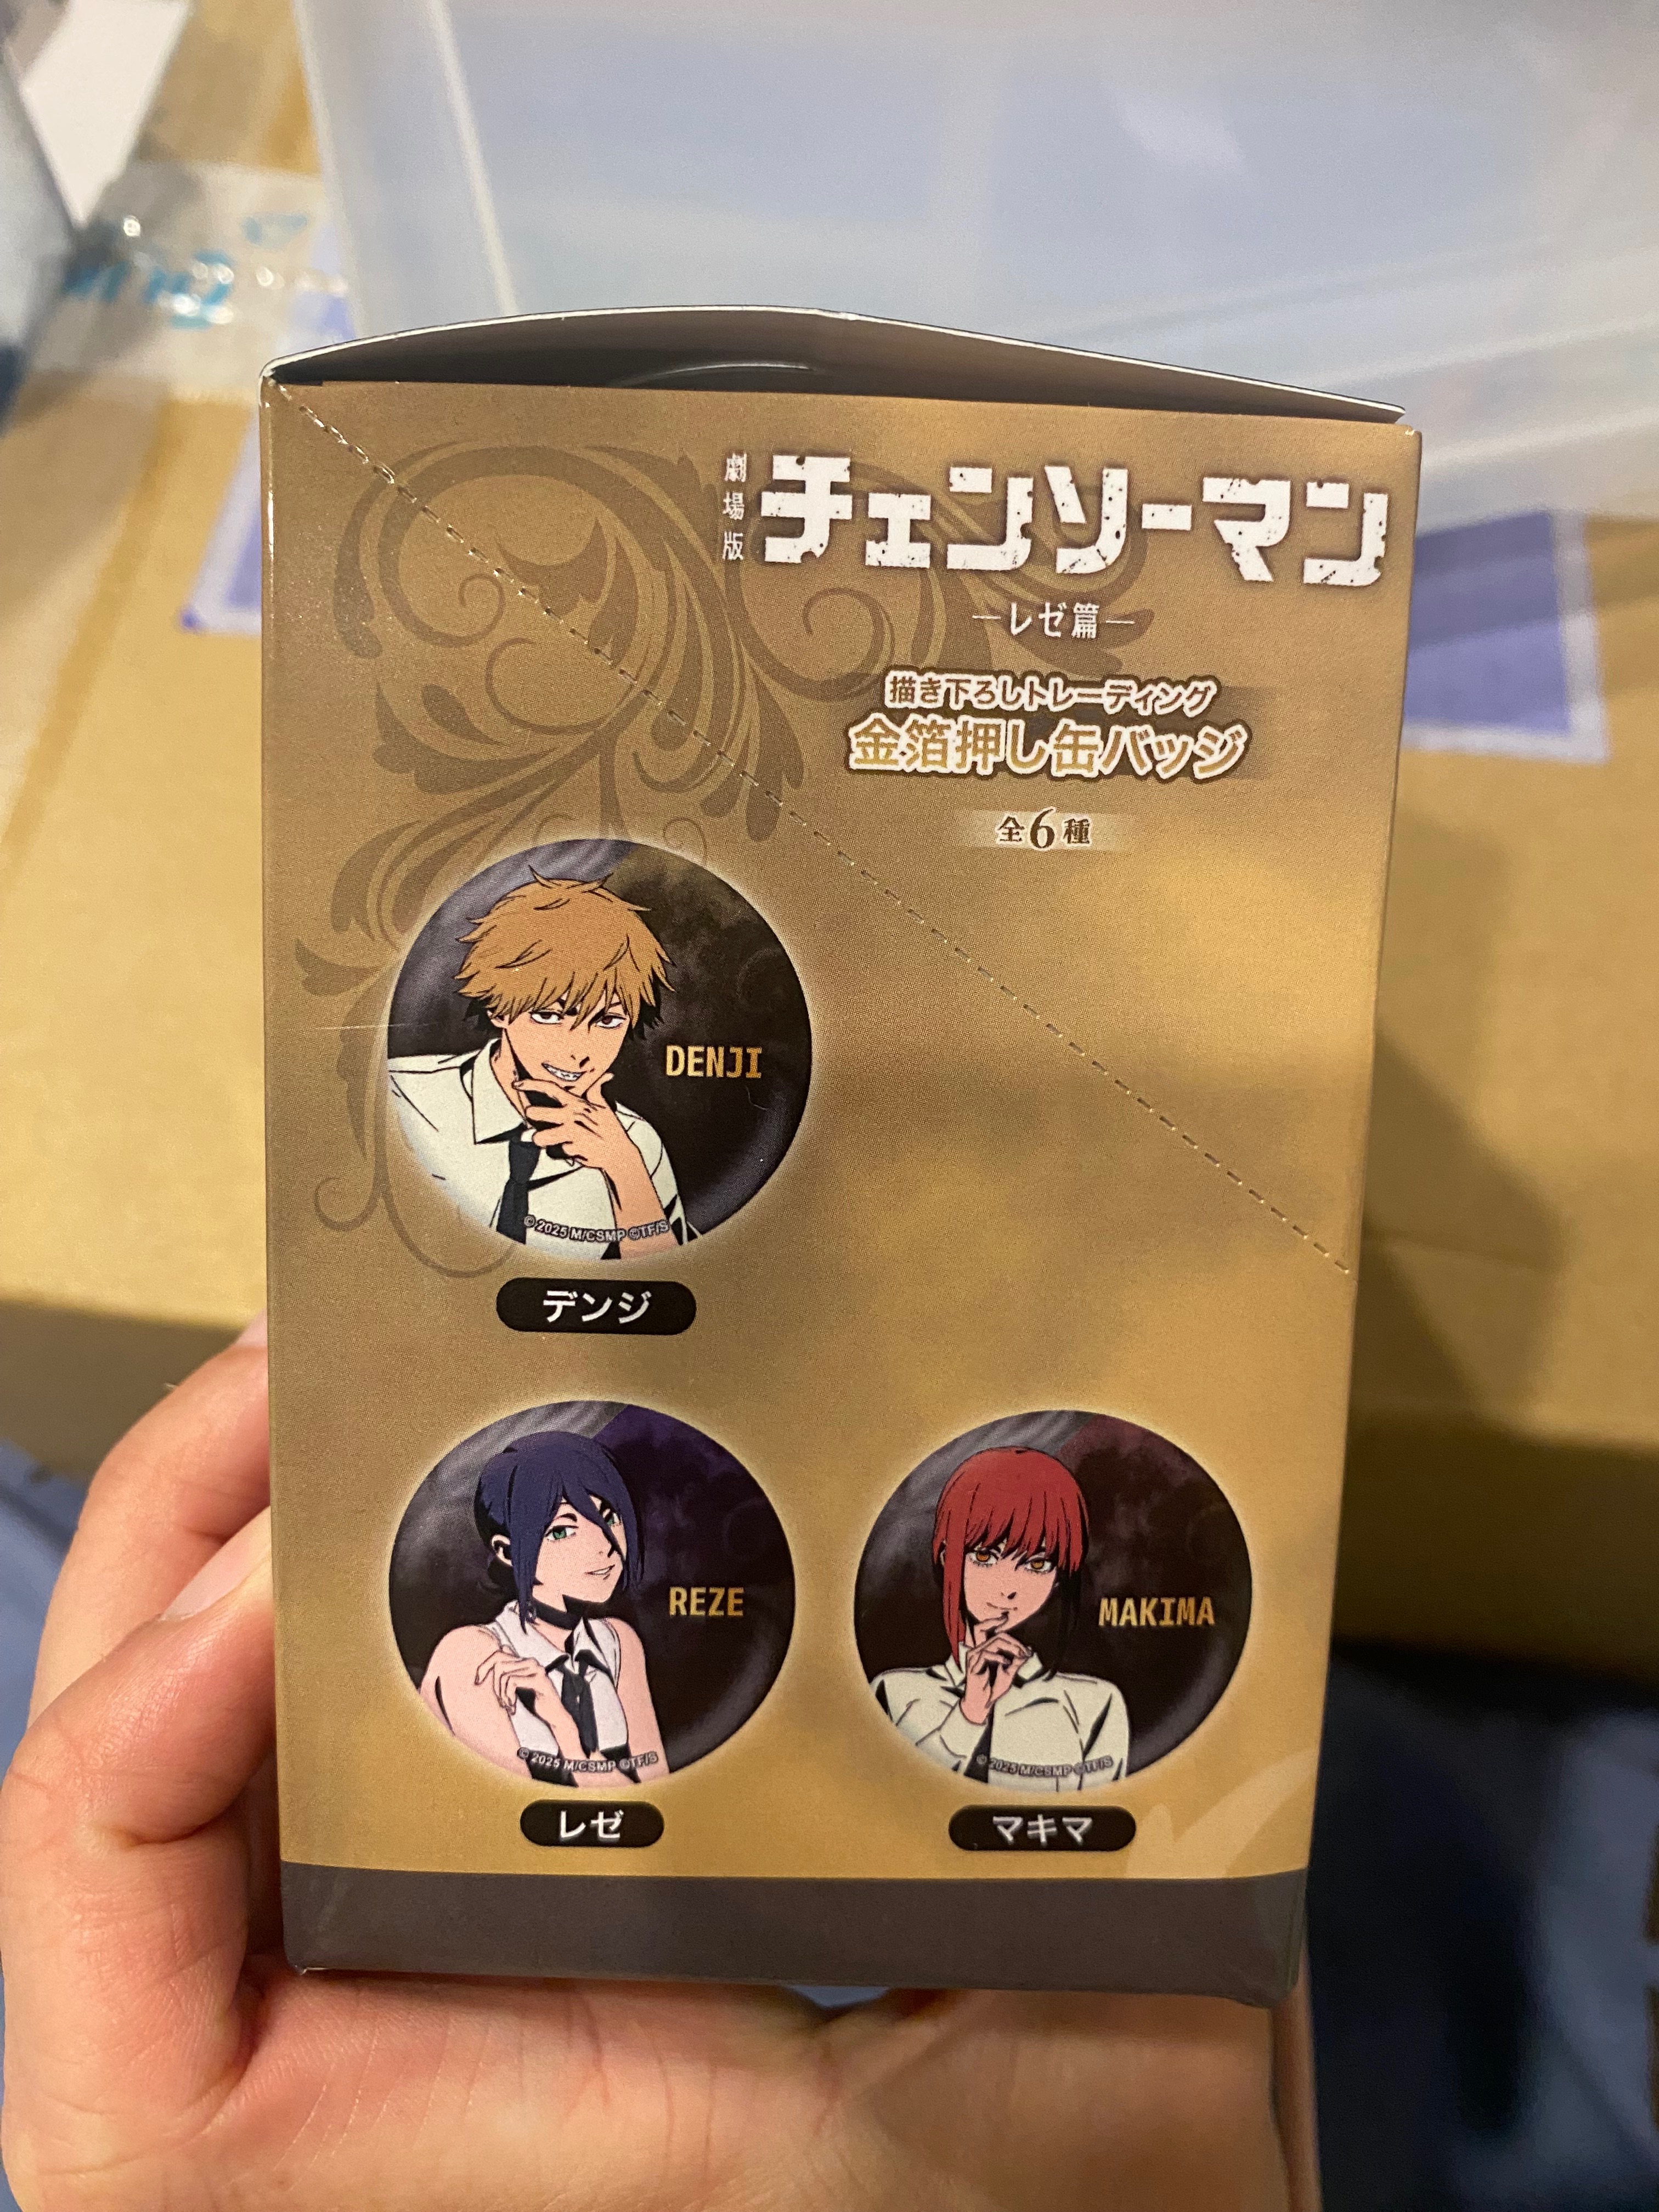 劇場版
チェンソーマン
—レゼ篇—
描き下ろしトレーディング
金箔押し缶バッジ
全6種
DENJI
© 2025 M/CSMP ©TF/S
デンジ
REZE
© 2025 M/CSMP ©TF/S
レゼ
MAKIMA
© 2025 M/CSMP ©TF/S
マキマ